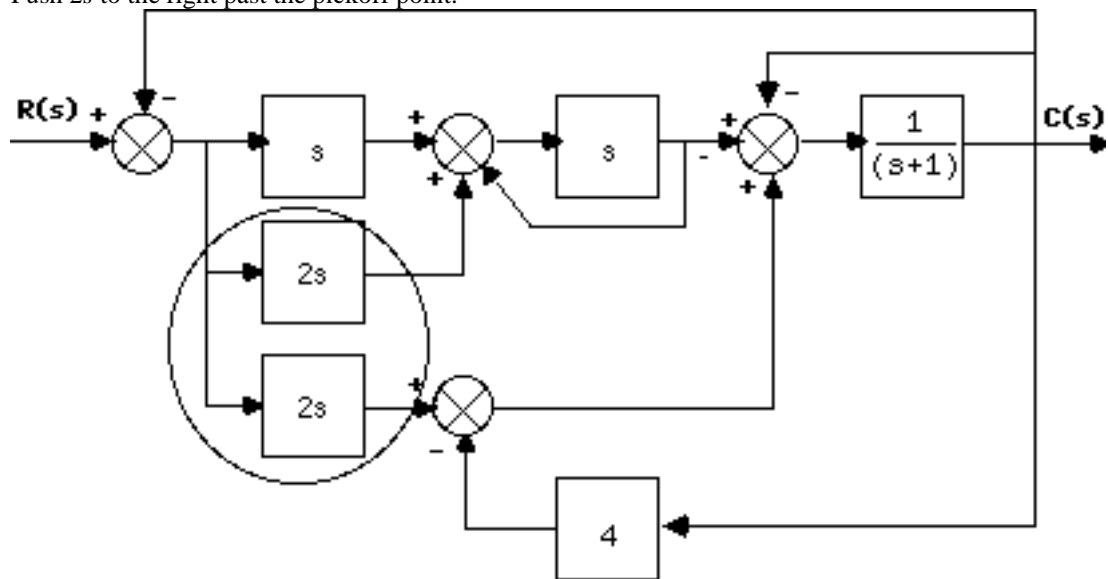 Push 2s to the right past the pickoff point.
-
-
R(s) + + + C(s)
s s - 1
(s+1)
+ +
2s
2s +
-
4